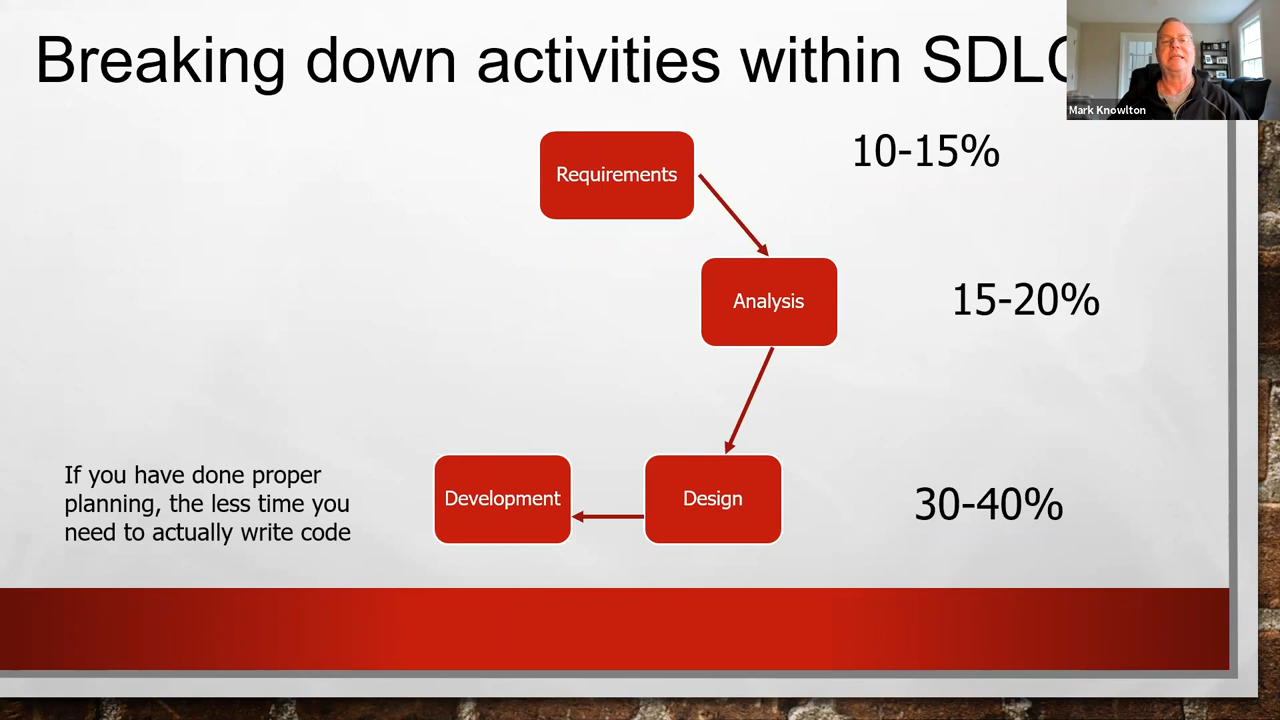 Breaking down activities within SDLC
Mark Knowlton
Requirements
10-15%
Analysis
15-20%
If you have done proper
planning, the less time you
need to actually write code
Development
Design
30-40%